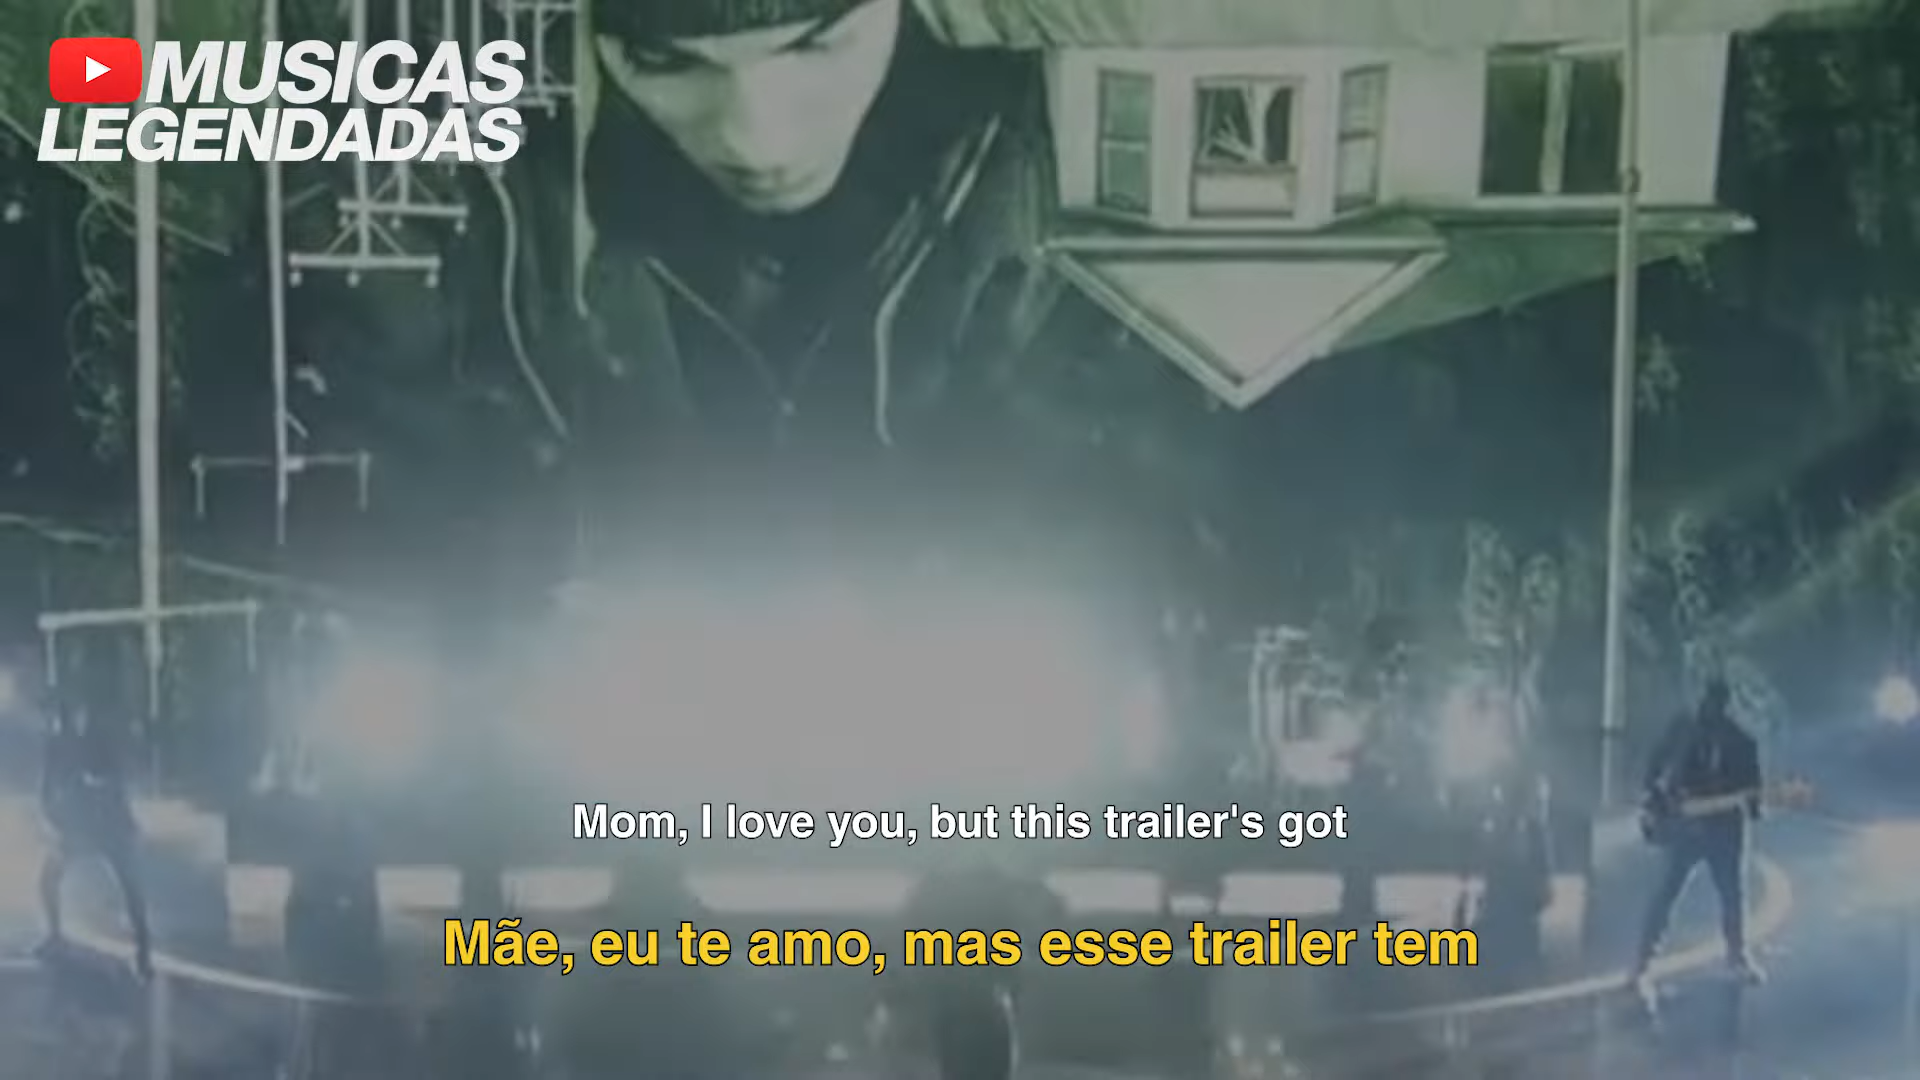 MUSICAS
LEGENDADAS
Mom, I love you, but this trailer's got
Mãe, eu te amo, mas esse trailer tem